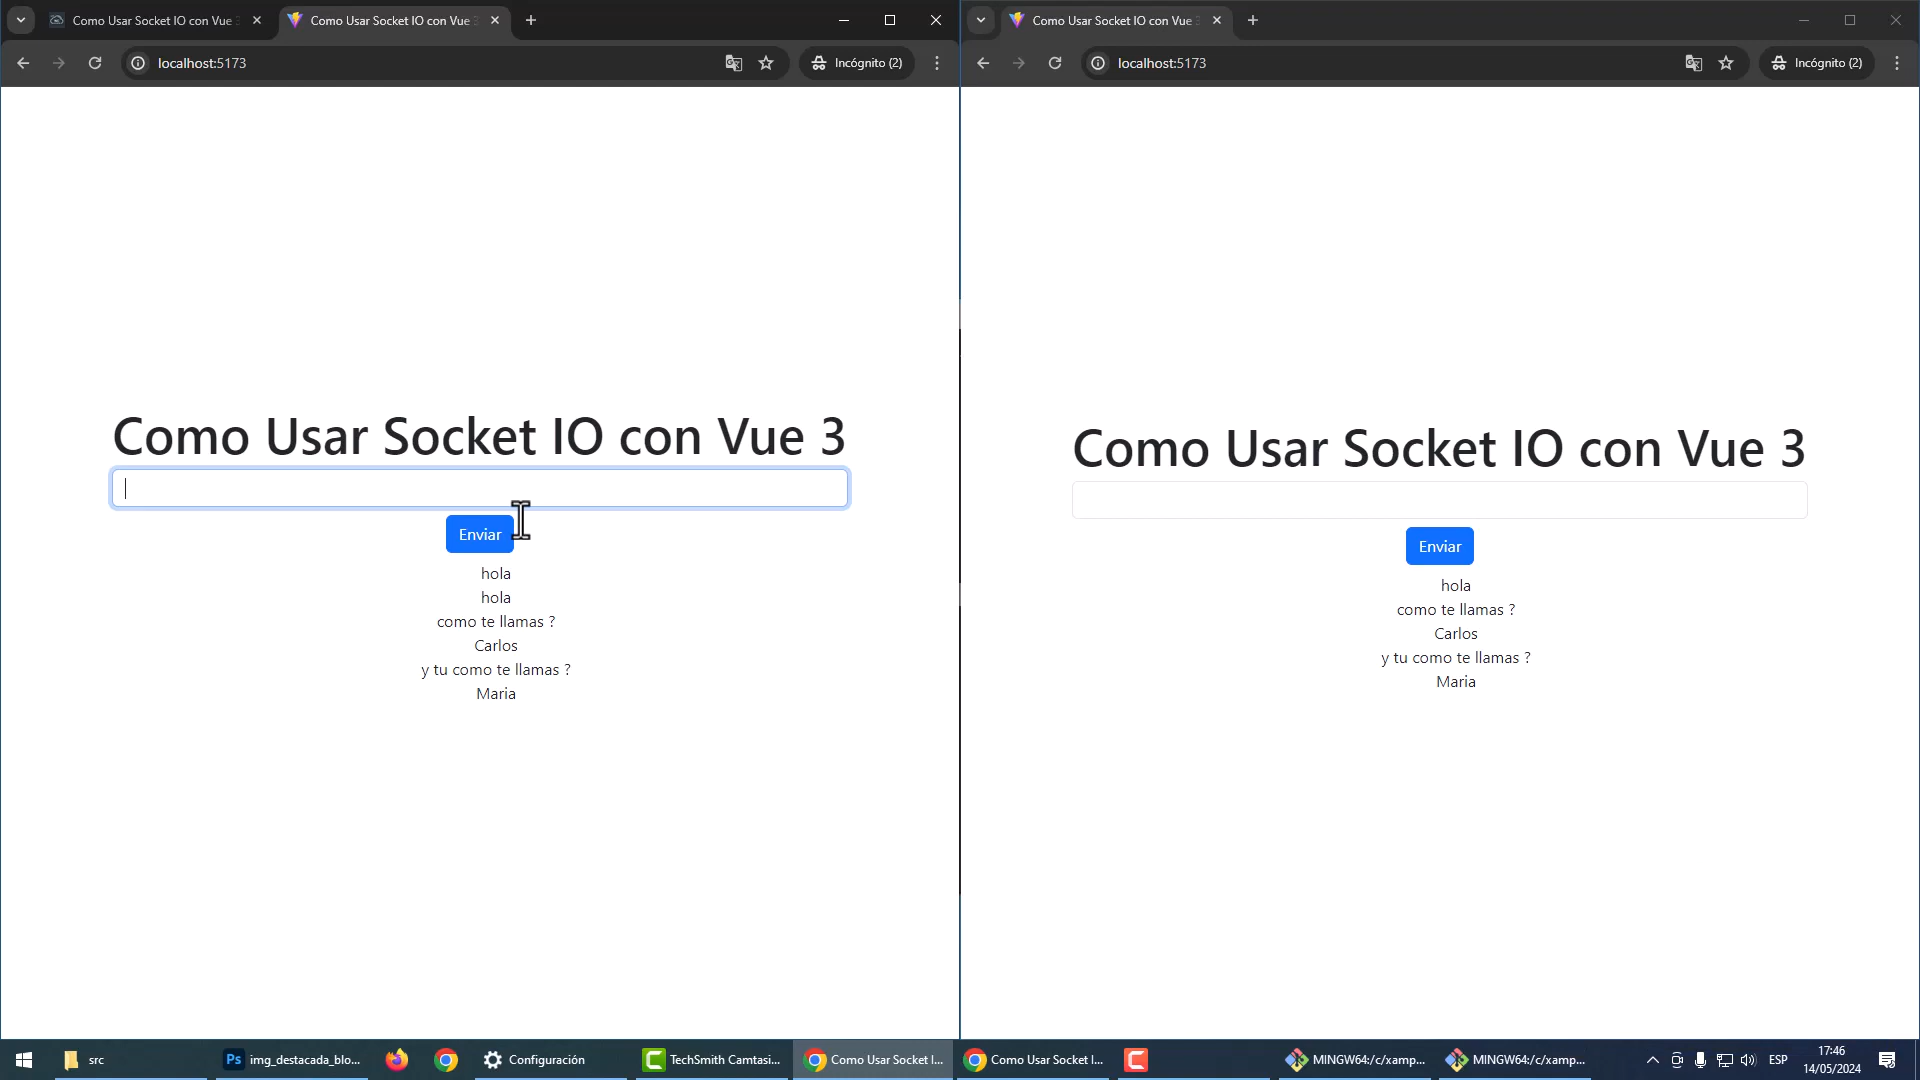 Como Usar Socket IO con Vue 3
Como Usar Socket IO con Vue 3
localhost:5173
Incógnito (2)
Como Usar Socket IO con Vue 3
Enviar
hola
hola
como te llamas ?
Carlos
y tu como te llamas ?
Maria
Como Usar Socket IO con Vue 3
localhost:5173
Incógnito (2)
Como Usar Socket IO con Vue 3
Enviar
hola
como te llamas ?
Carlos
y tu como te llamas ?
Maria
src
Ps
img_destacada_blo...
Configuración
TechSmith Camtasi...
Como Usar Socket I...
Como Usar Socket I...
MINGW64:/c/xamp...
MINGW64:/c/xamp...
ESP
17:46
14/05/2024